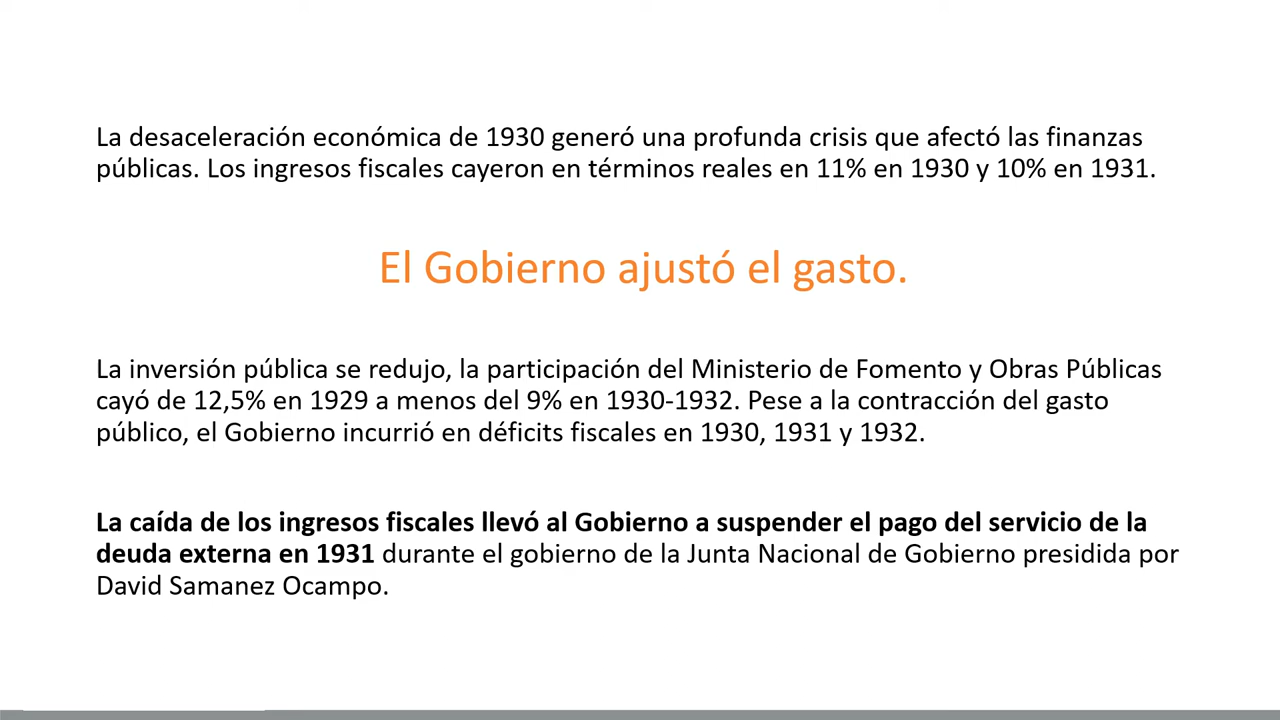 La desaceleración económica de 1930 generó una profunda crisis que afectó las finanzas
públicas. Los ingresos fiscales cayeron en términos reales en 11% en 1930 y 10% en 1931.
El Gobierno ajustó el gasto.
La inversión pública se redujo, la participación del Ministerio de Fomento y Obras Públicas
cayó de 12,5% en 1929 a menos del 9% en 1930-1932. Pese a la contracción del gasto
público, el Gobierno incurrió en déficits fiscales en 1930, 1931 y 1932.
La caída de los ingresos fiscales llevó al Gobierno a suspender el pago del servicio de la
deuda externa en 1931 durante el gobierno de la Junta Nacional de Gobierno presidida por
David Samanez Ocampo.